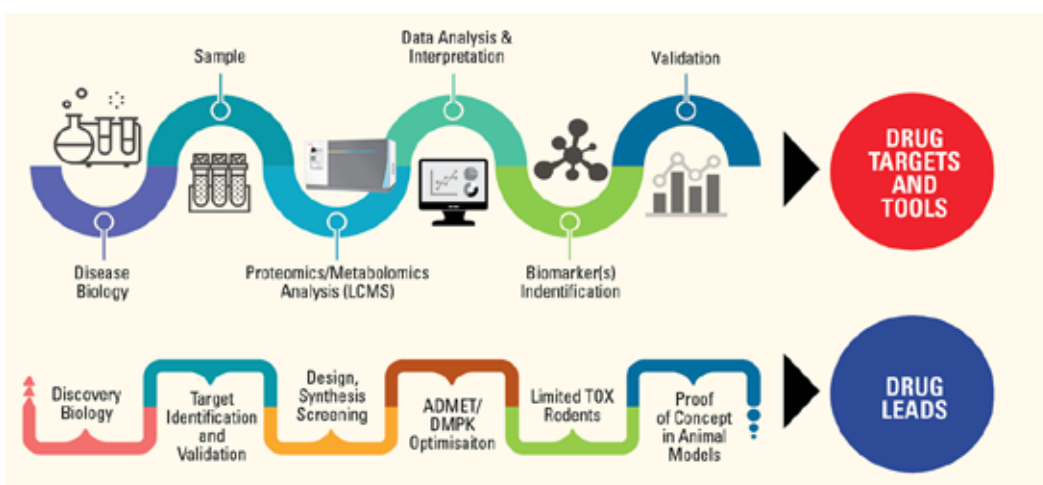 Sample
Data Analysis &
Interpretation
Validation
Disease
Biology
Proteomics/Metabolomics
Analysis (LCMS)
Biomarker(s)
Indentification
DRUG
TARGETS
AND
TOOLS
Discovery
Biology
Target
Identification
and
Validation
Design,
Synthesis
Screening
ADMET/
DMPK
Optimisaiton
Limited TOX
Rodents
Proof
of Concept
in Animal
Models
DRUG
LEADS